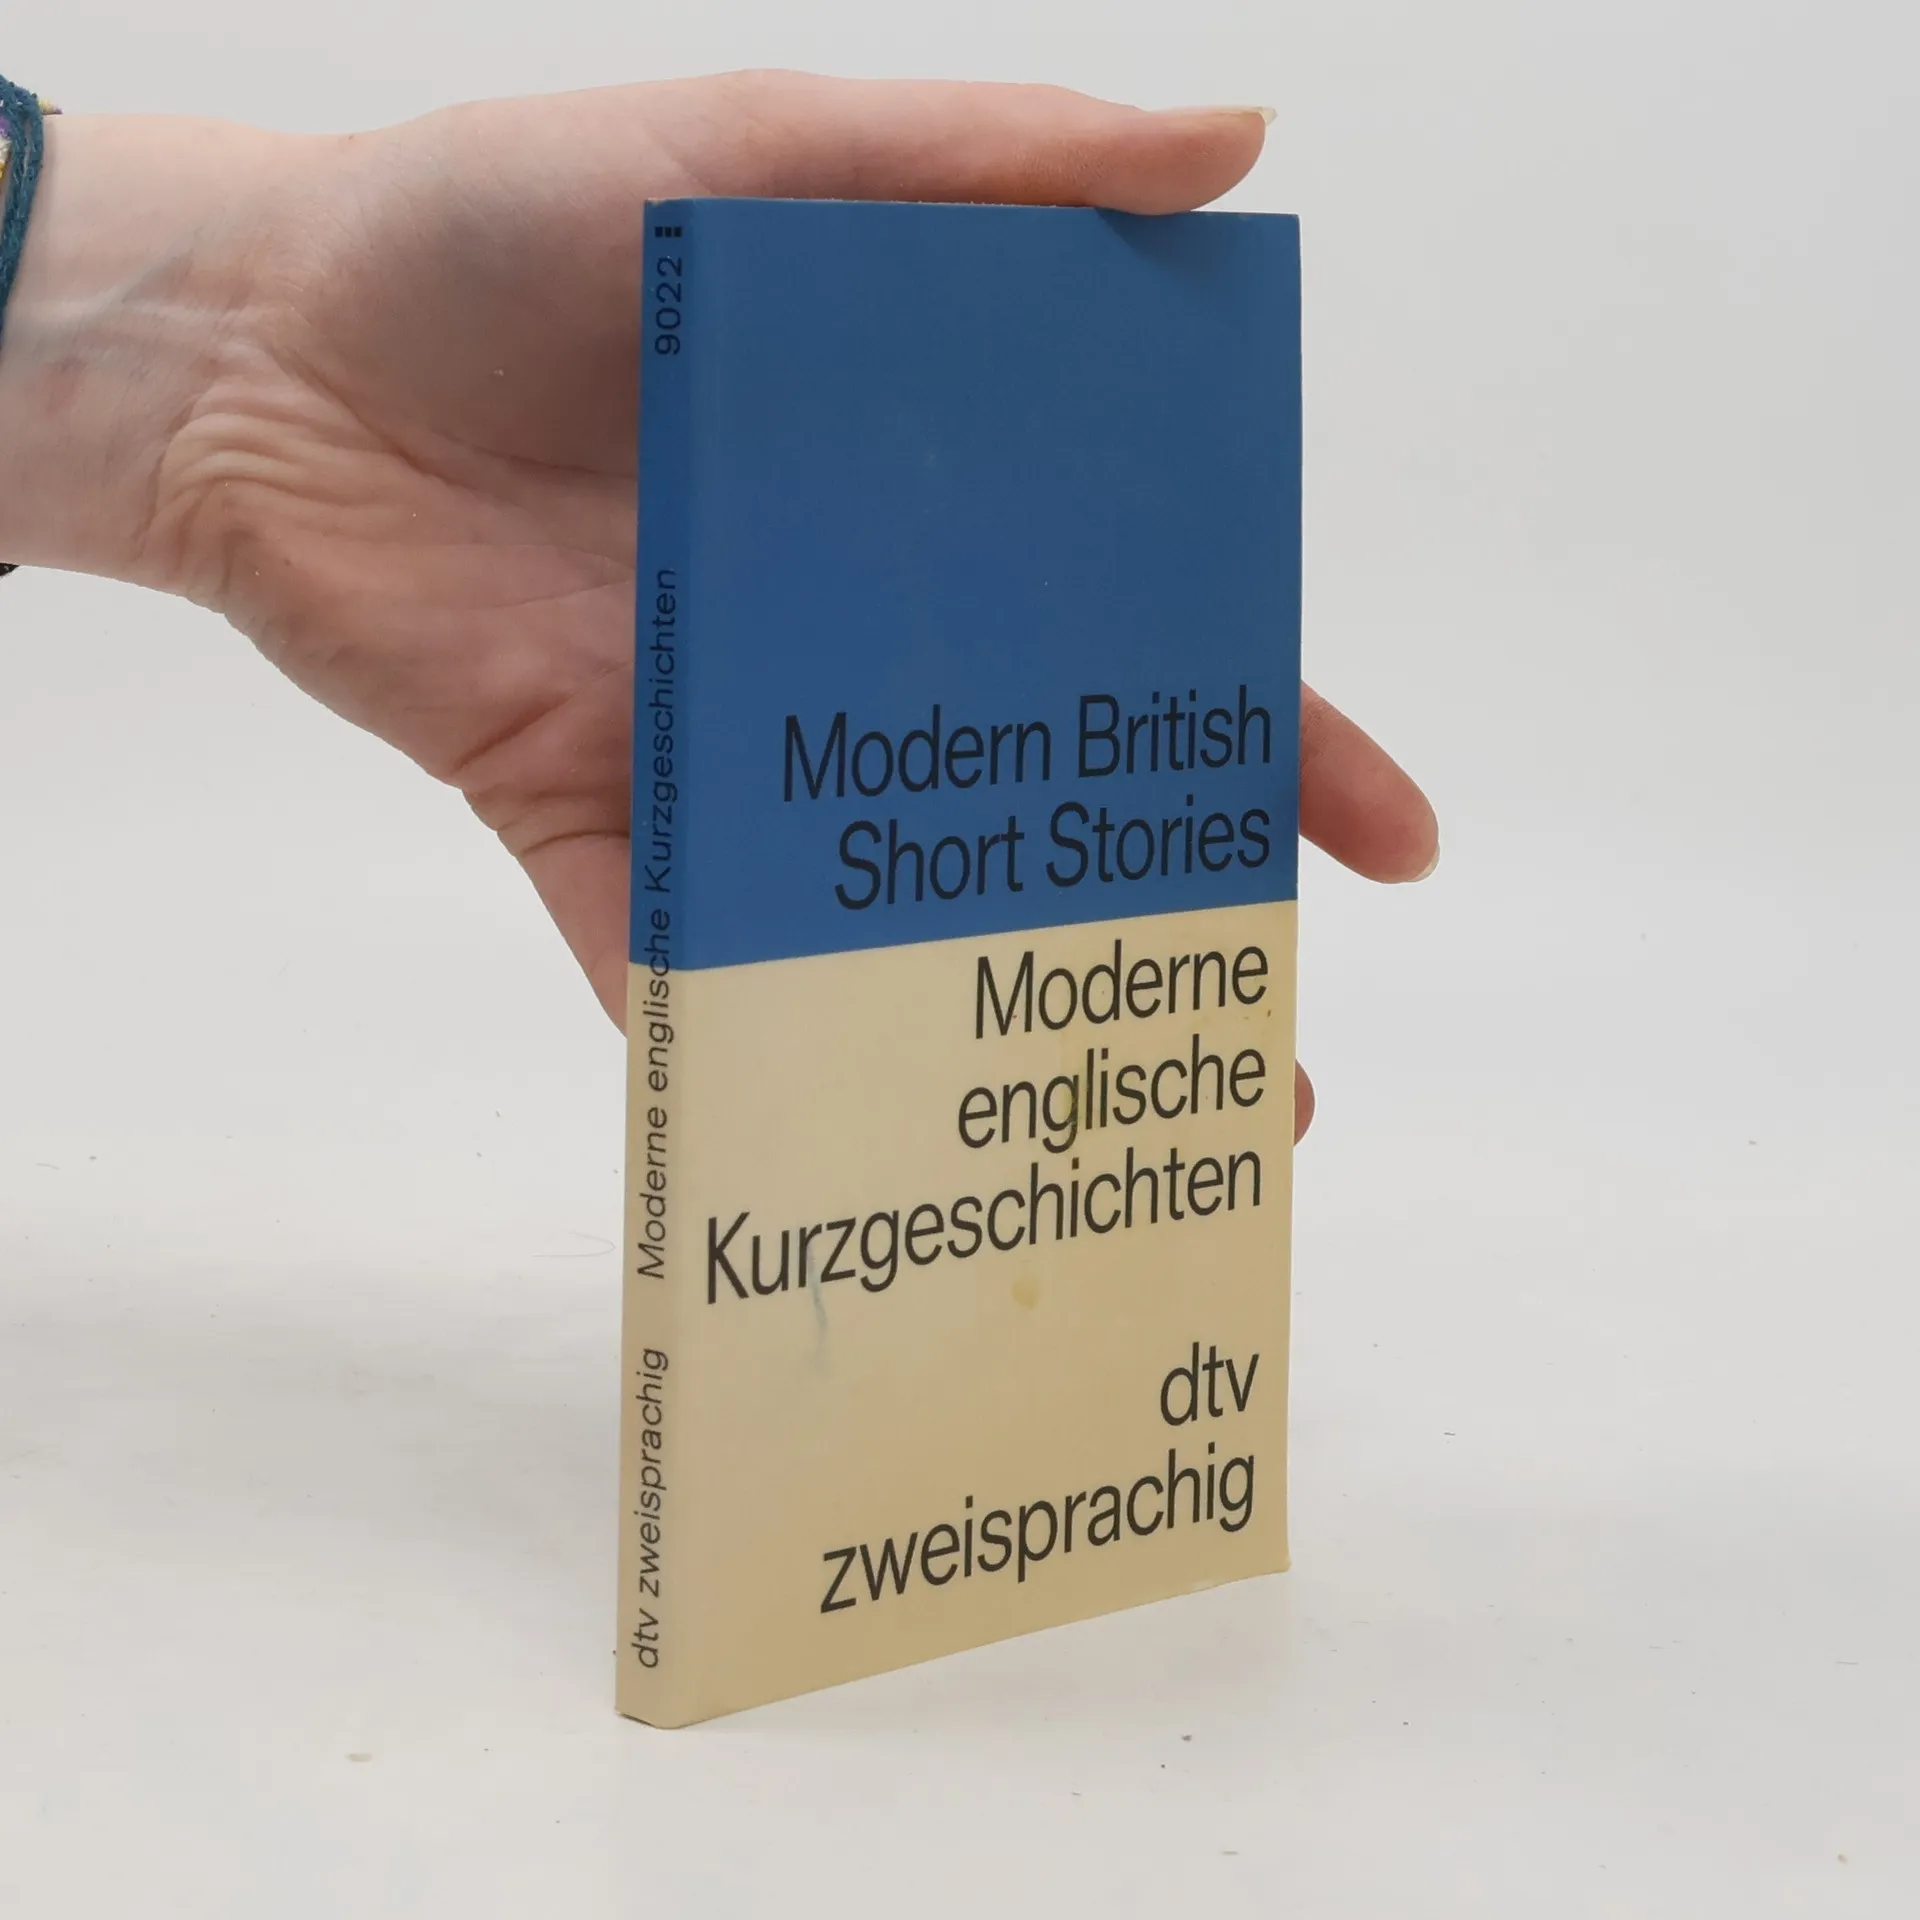 Modern British
Short Stories
Moderne
englische
Kurzgeschichten
dtv
zweisprachig
dtv zweisprachig Moderne englische Kurzgeschichten 9022